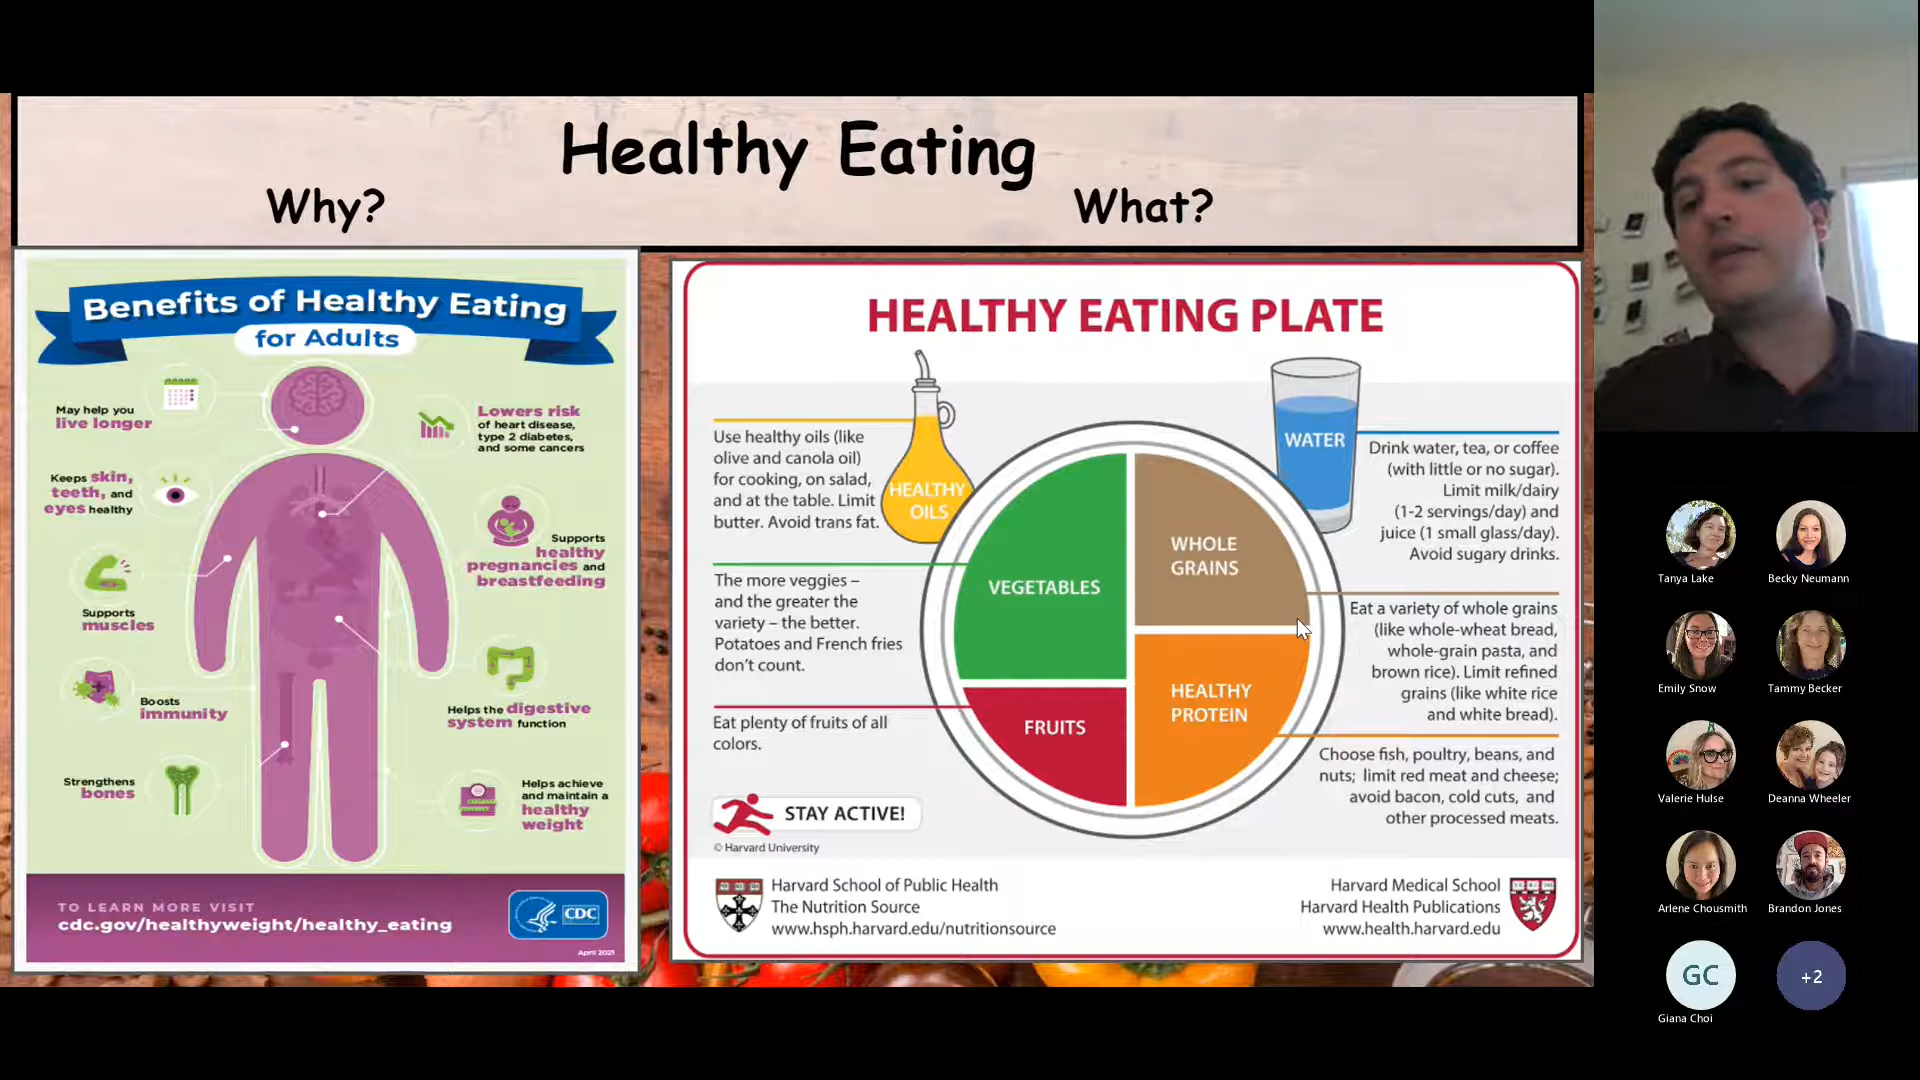 Healthy Eating
Why?
What?
Benefits of Healthy Eating
for Adults
May help you
live longer
Keeps skin,
teeth, and
eyes healthy
Supports
muscles
Boosts
immunity
Strengthens
bones
Lowers risk
of heart disease,
type 2 diabetes,
and some cancers
Supports
healthy
pregnancies and
breastfeeding
Helps the digestive
system function
Helps achieve
and maintain a
healthy
weight
TO LEARN MORE VISIT
cdc.gov/healthyweight/healthy_eating
CDC
April 2021
HEALTHY EATING PLATE
Use healthy oils (like
olive and canola oil)
for cooking, on salad,
and at the table. Limit
butter. Avoid trans fat.
HEALTHY
OILS
The more veggies –
and the greater the
variety – the better.
Potatoes and French fries
don't count.
Eat plenty of fruits of all
colors.
VEGETABLES
FRUITS
WHOLE
GRAINS
HEALTHY
PROTEIN
WATER
Drink water, tea, or coffee
(with little or no sugar).
Limit milk/dairy
(1-2 servings/day) and
juice (1 small glass/day).
Avoid sugary drinks.
Eat a variety of whole grains
(like whole-wheat bread,
whole-grain pasta, and
brown rice). Limit refined
grains (like white rice
and white bread).
Choose fish, poultry, beans, and
nuts; limit red meat and cheese;
avoid bacon, cold cuts, and
other processed meats.
STAY ACTIVE!
© Harvard University
Harvard School of Public Health
The Nutrition Source
www.hsph.harvard.edu/nutritionsource
Harvard Medical School
Harvard Health Publications
www.health.harvard.edu
Tanya Lake
Becky Neumann
Emily Snow
Tammy Becker
Valerie Hulse
Deanna Wheeler
Arlene Chousmith
Brandon Jones
GC
+2
Giana Choi